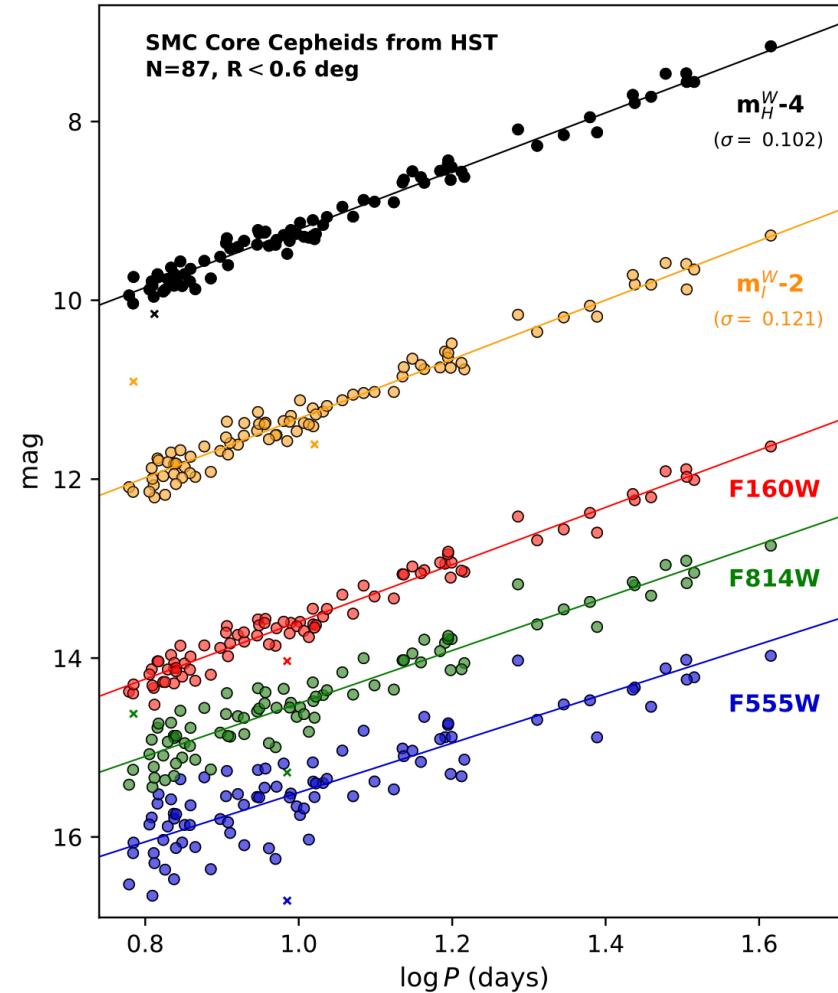 SMC Core Cepheids from HST
N=87, R < 0.6 deg
m_H^W-4
(σ = 0.102)
m_I^W-2
(σ = 0.121)
F160W
F814W
F555W
mag
8
10
12
14
16
0.8 1.0 1.2 1.4 1.6
log P (days)